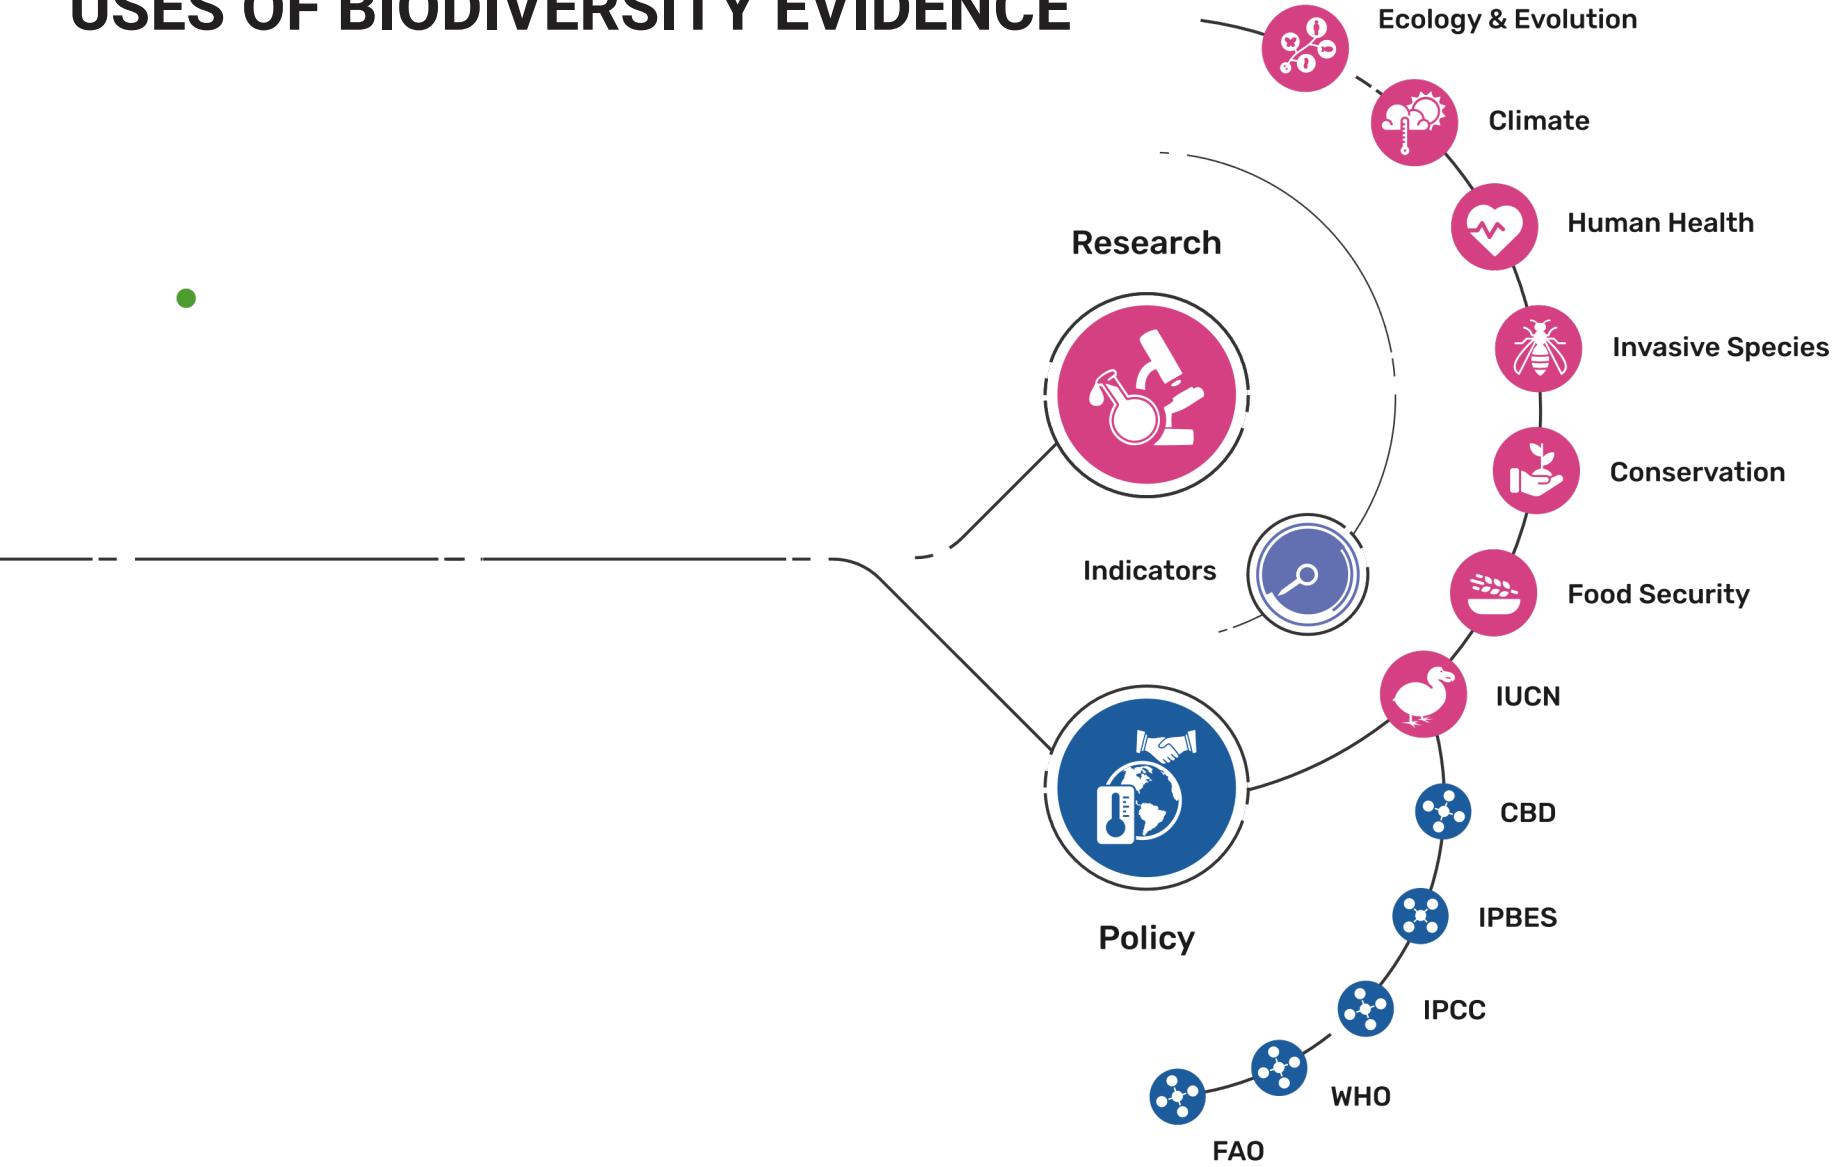 USES OF BIODIVERSITY EVIDENCE
Ecology & Evolution
Climate
Human Health
Research
Invasive Species
Conservation
Indicators
Food Security
IUCN
CBD
IPBES
Policy
IPCC
WHO
FAO